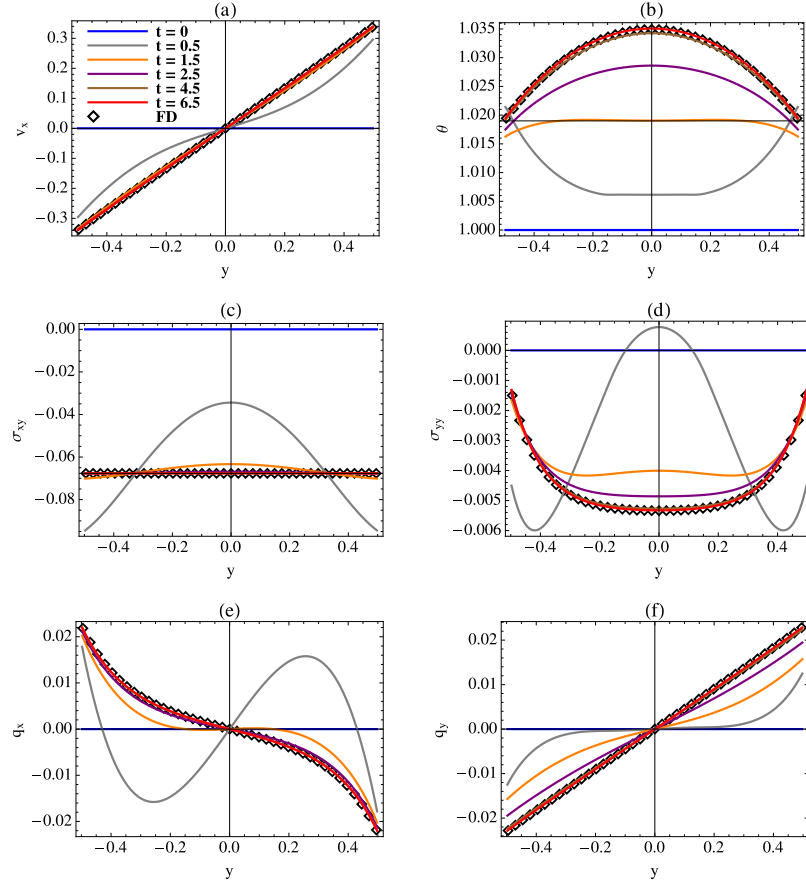 (a)
0.3
0.2
0.1
0.0
−0.1
−0.2
−0.3
v_x
t = 0
t = 0.5
t = 1.5
t = 2.5
t = 4.5
t = 6.5
FD
−0.4 −0.2 0.0 0.2 0.4
y
(b)
1.035
1.030
1.025
1.020
1.015
1.010
1.005
1.000
θ
−0.4 −0.2 0.0 0.2 0.4
y
(c)
0.00
−0.02
−0.04
−0.06
−0.08
σ_xy
−0.4 −0.2 0.0 0.2 0.4
y
(d)
0.000
−0.001
−0.002
−0.003
−0.004
−0.005
−0.006
σ_yy
−0.4 −0.2 0.0 0.2 0.4
y
(e)
0.02
0.01
0.00
−0.01
−0.02
q_x
−0.4 −0.2 0.0 0.2 0.4
y
(f)
0.02
0.01
0.00
−0.01
−0.02
q_y
−0.4 −0.2 0.0 0.2 0.4
y